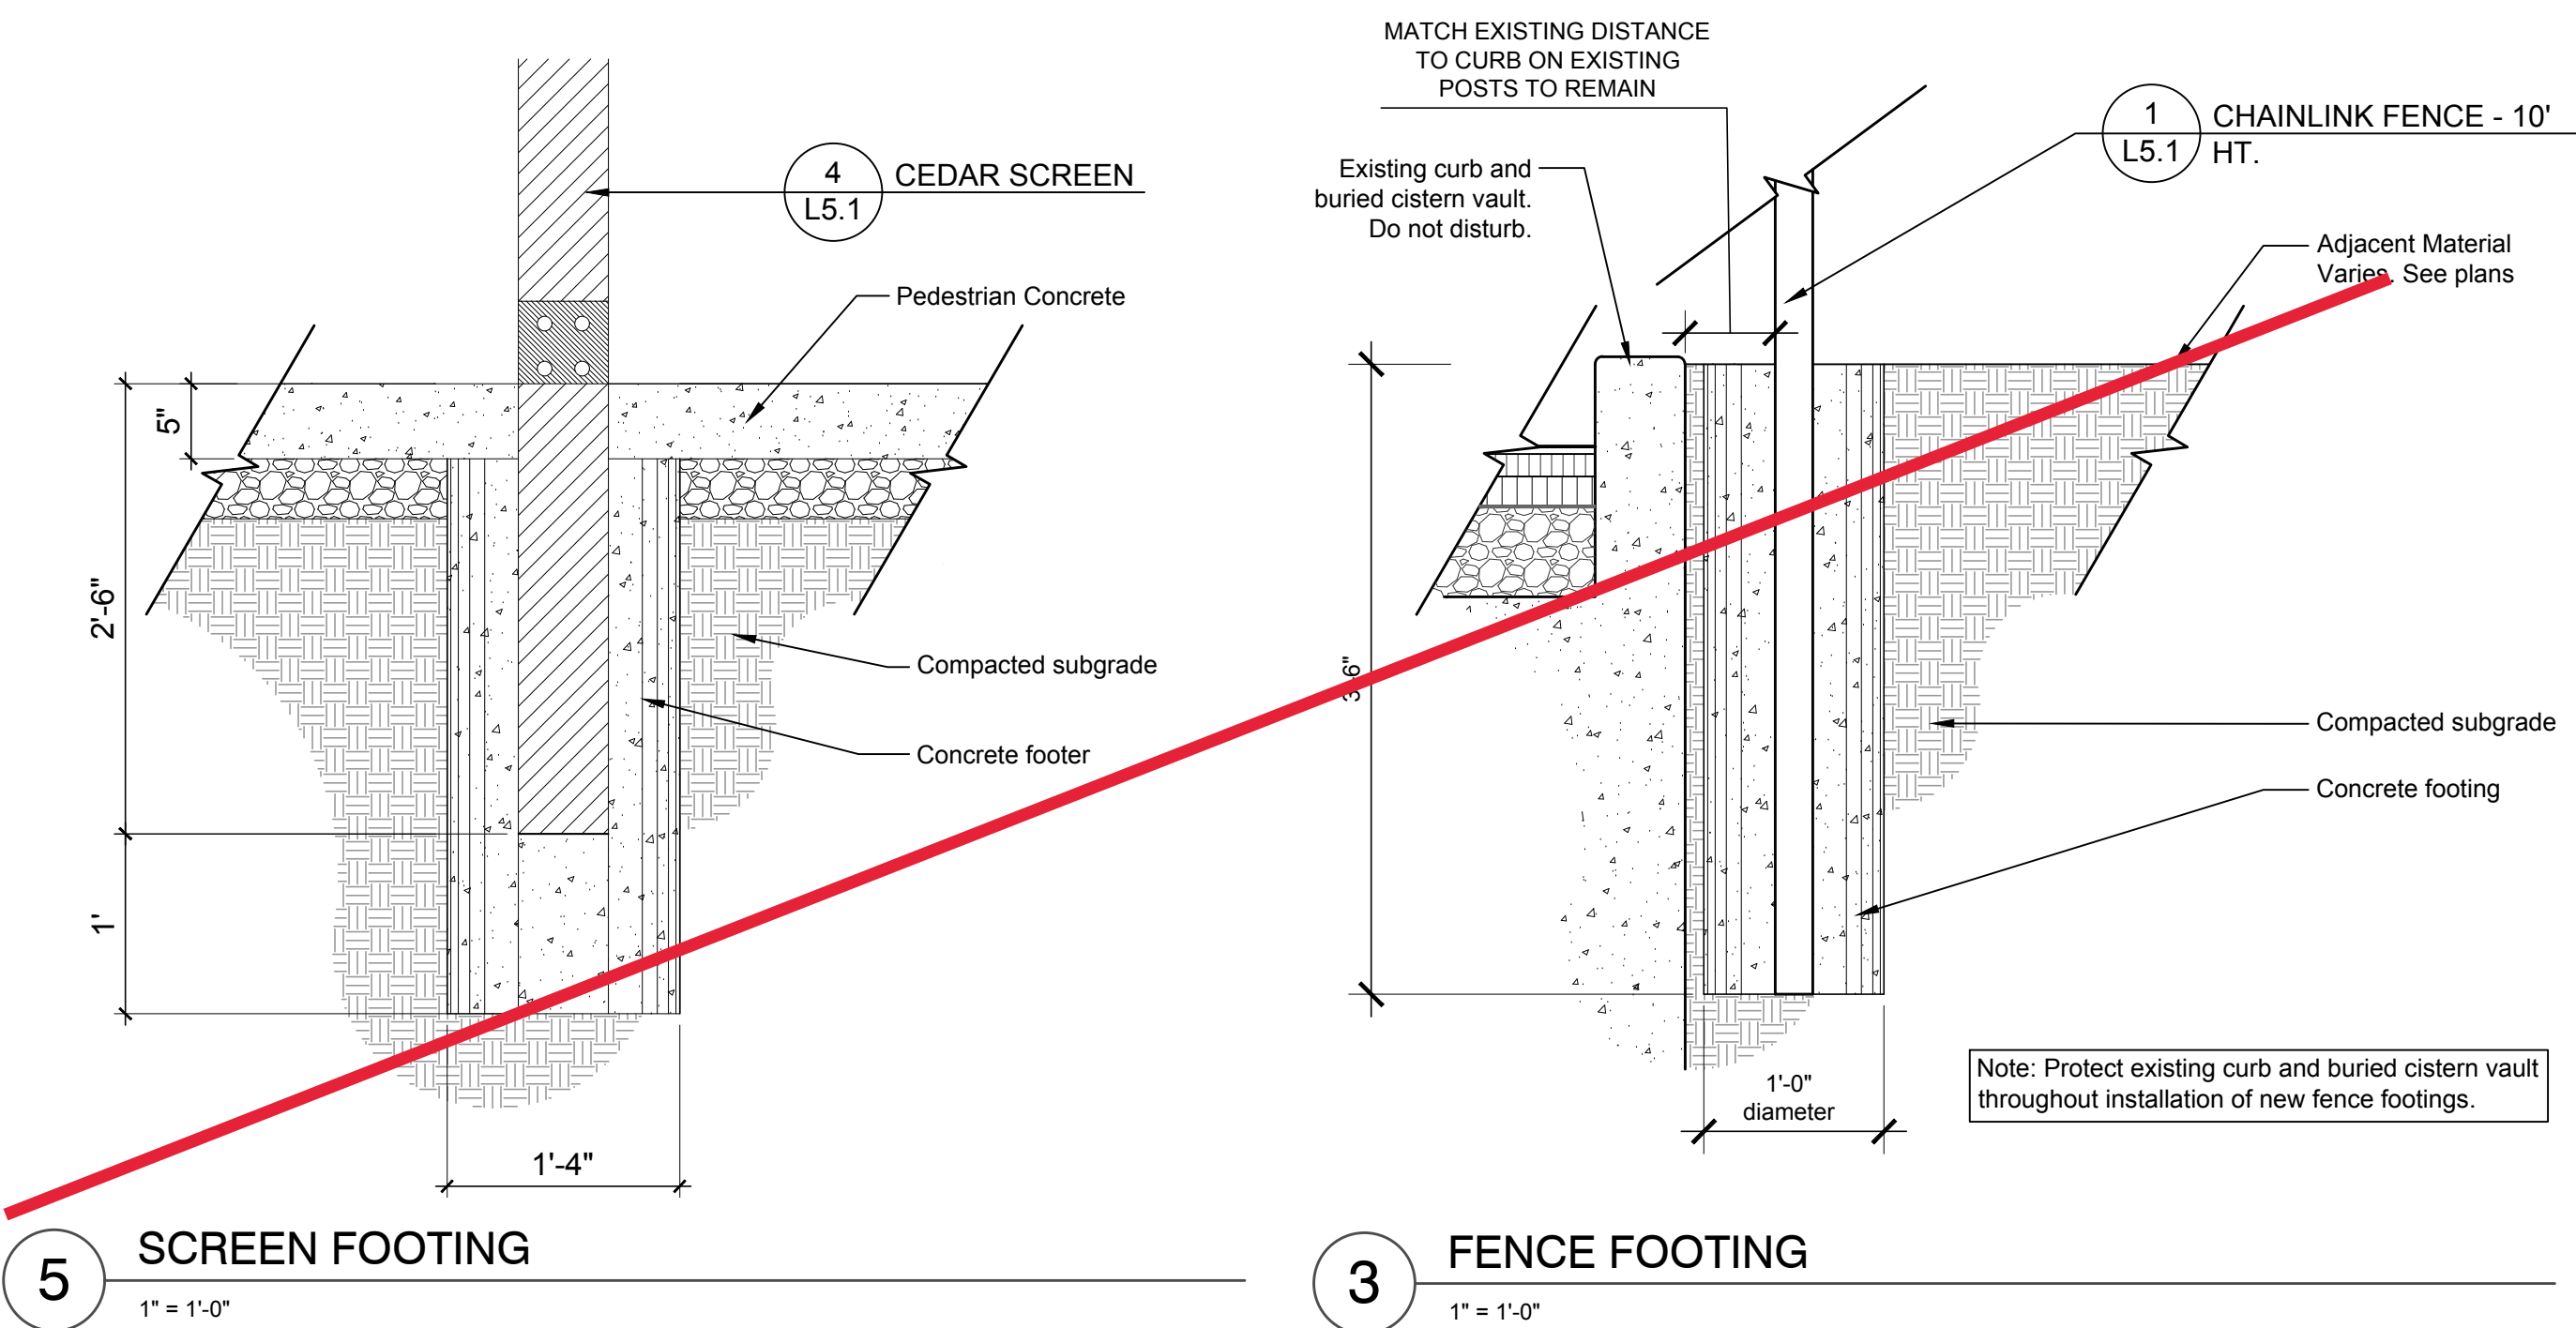 4
L5.1
CEDAR SCREEN
Pedestrian Concrete
5"
2'-6"
Compacted subgrade
Concrete footer
1'
1'-4"
5
SCREEN FOOTING
1" = 1'-0"
MATCH EXISTING DISTANCE
TO CURB ON EXISTING
POSTS TO REMAIN
1
L5.1
CHAINLINK FENCE - 10'
HT.
Existing curb and
buried cistern vault.
Do not disturb.
Adjacent Material
Varies. See plans
3'-6"
Compacted subgrade
Concrete footing
1'-0"
diameter
Note: Protect existing curb and buried cistern vault
throughout installation of new fence footings.
3
FENCE FOOTING
1" = 1'-0"